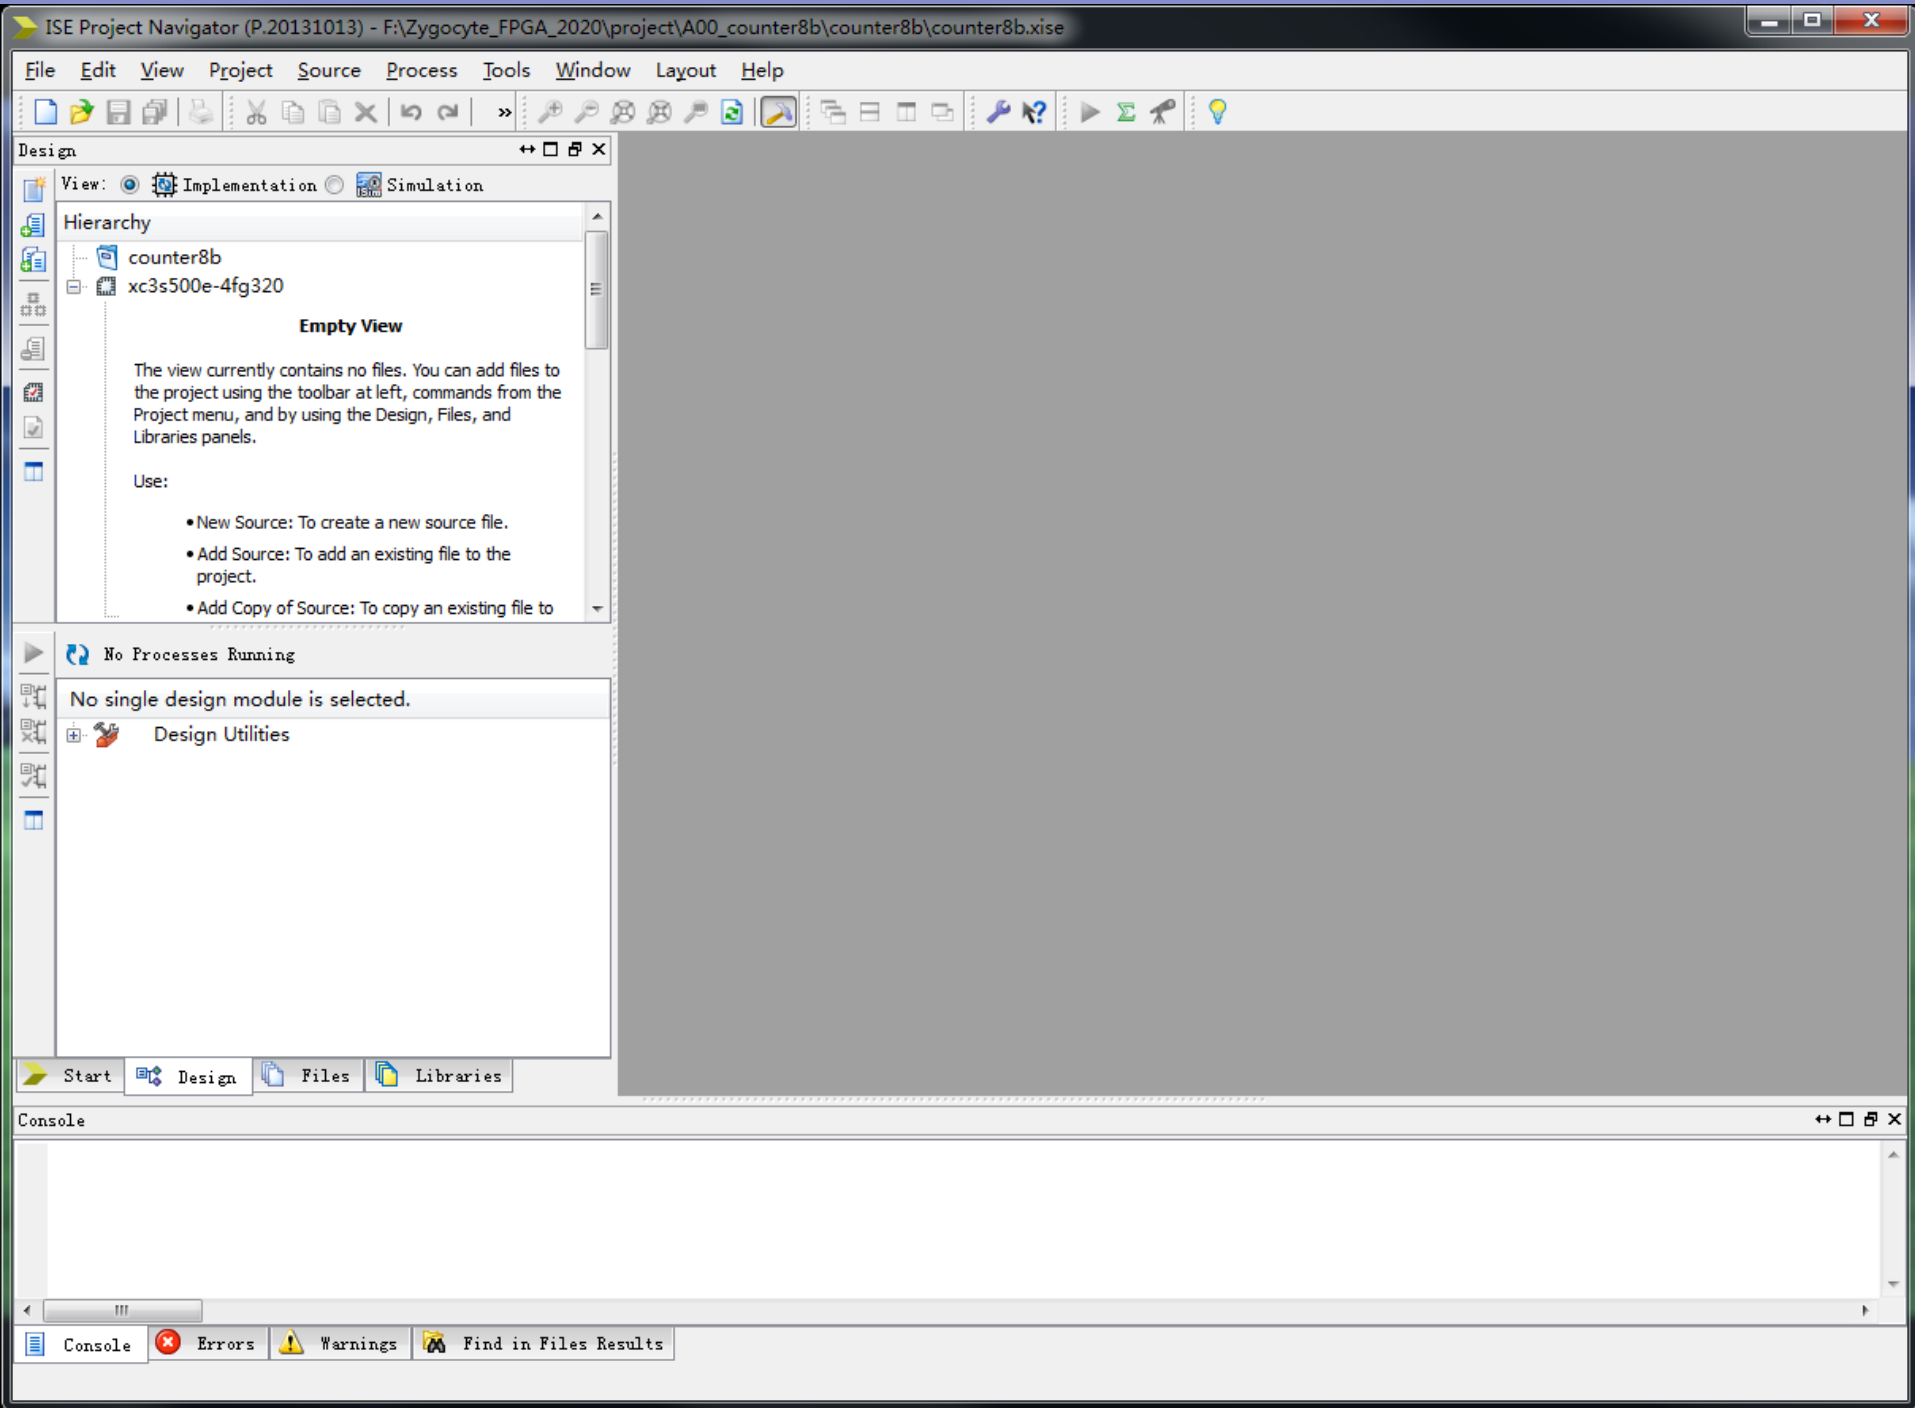 ISE Project Navigator (P.20131013) - F:\Zygocyte_FPGA_2020\project\A00_counter8b\counter8b\counter8b.xise
File Edit View Project Source Process Tools Window Layout Help
Design
View: Implementation Simulation
Hierarchy
counter8b
xc3s500e-4fg320
Empty View
The view currently contains no files. You can add files to
the project using the toolbar at left, commands from the
Project menu, and by using the Design, Files, and
Libraries panels.
Use:
• New Source: To create a new source file.
• Add Source: To add an existing file to the
project.
• Add Copy of Source: To copy an existing file to
No Processes Running
No single design module is selected.
Design Utilities
Start Design Files Libraries
Console
Console Errors Warnings Find in Files Results